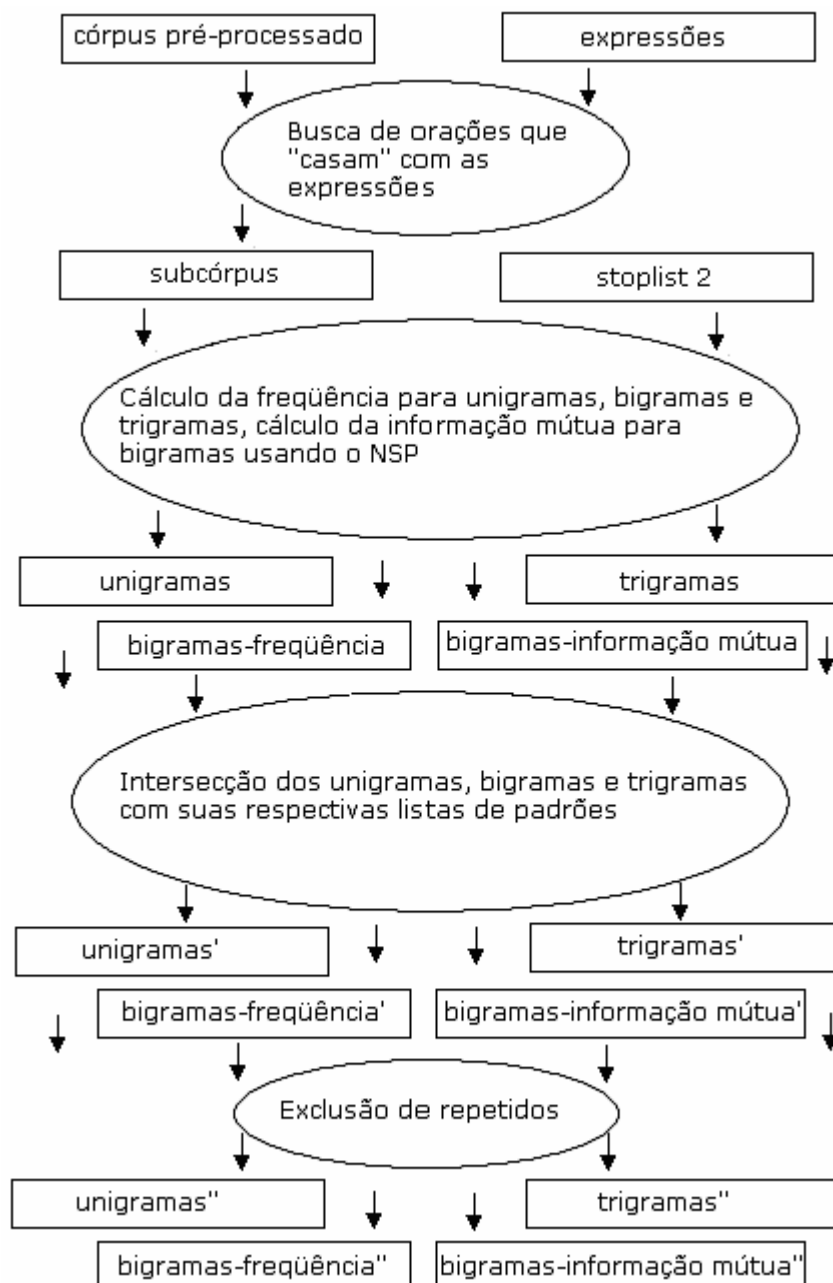 córpus pré-processado
expressões
Busca de orações que
"casam" com as
expressões
subcórpus
stoplist 2
Cálculo da freqüência para unigramas, bigramas e
trigramas, cálculo da informação mútua para
bigramas usando o NSP
unigramas
trigramas
bigramas-freqüência
bigramas-informação mútua
Intersecção dos unigramas, bigramas e trigramas
com suas respectivas listas de padrões
unigramas'
trigramas'
bigramas-freqüência'
bigramas-informação mútua'
Exclusão de repetidos
unigramas"
trigramas"
bigramas-freqüência"
bigramas-informação mútua"